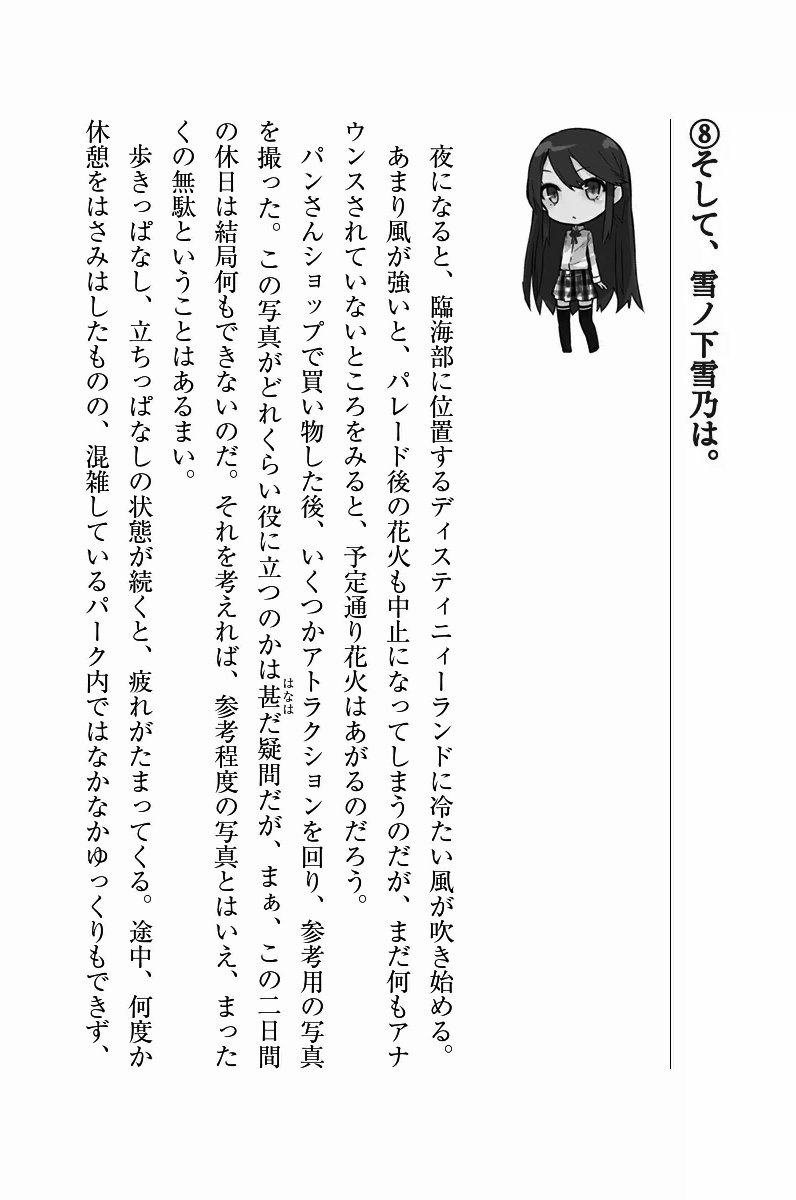 ⑧そして、雪ノ下雪乃は。
夜になると、臨海部に位置するディスティニィーランドに冷たい風が吹き始める。
あまり風が強いと、パレード後の花火も中止になってしまうのだが、まだ何もアナ
ウンスされていないところをみると、予定通り花火はあがるのだろう。
パンさんショップで買い物した後、いくつかアトラクションを回り、参考用の写真
を撮った。この写真がどれくらい役に立つのかは甚だ疑問だが、まぁ、この二日間
はなは
の休日は結局何もできないのだ。それを考えれば、参考程度の写真とはいえ、まった
くの無駄ということはあるまい。
歩きっぱなし、立ちっぱなしの状態が続くと、疲れがたまってくる。途中、何度か
休憩をはさみはしたものの、混雑しているパーク内ではなかなかゆっくりもできず、